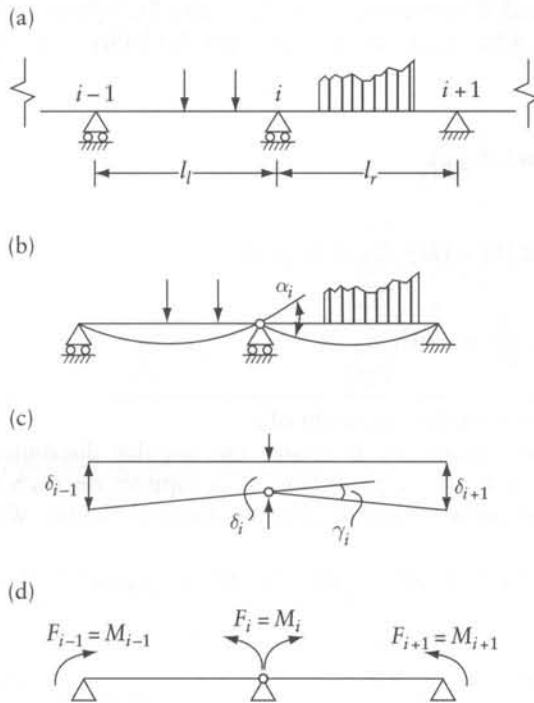 (a)
i – 1 i i + 1
l_l l_r
(b)
α_i
(c)
δ_{i–1} δ_i γ_i δ_{i+1}
(d)
F_{i–1} = M_{i–1} F_i = M_i F_{i+1} = M_{i+1}